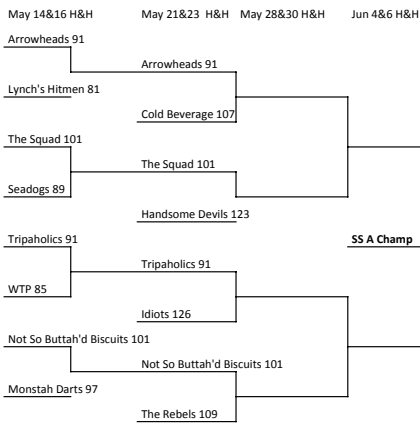 May 14&16 H&H May 21&23 H&H May 28&30 H&H Jun 4&6 H&H
Arrowheads 91
Arrowheads 91
Lynch's Hitmen 81
Cold Beverage 107
The Squad 101
The Squad 101
Seadogs 89
Handsome Devils 123
Tripaholics 91 SS A Champ
Tripaholics 91
WTP 85
Idiots 126
Not So Buttah'd Biscuits 101
Not So Buttah'd Biscuits 101
Monstah Darts 97
The Rebels 109